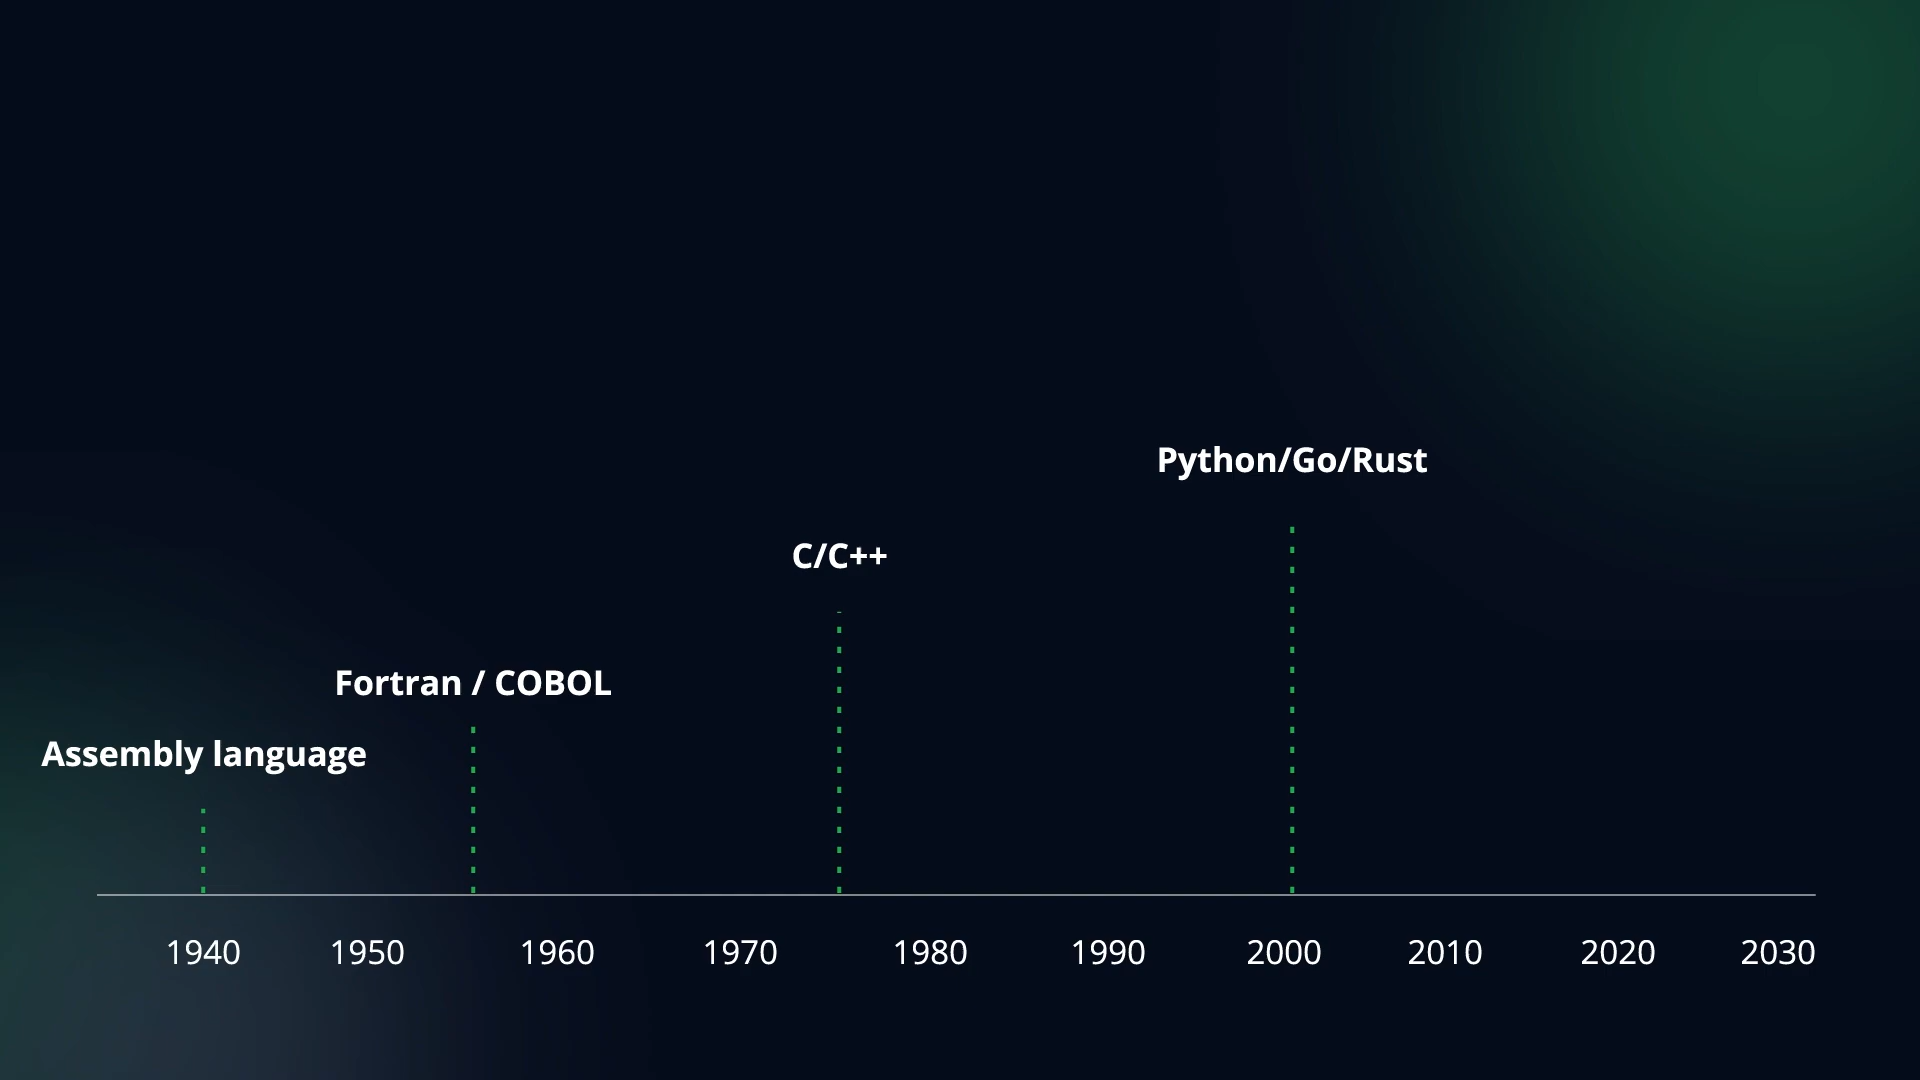 Python/Go/Rust
C/C++
Fortran / COBOL
Assembly language
1940 1950 1960 1970 1980 1990 2000 2010 2020 2030